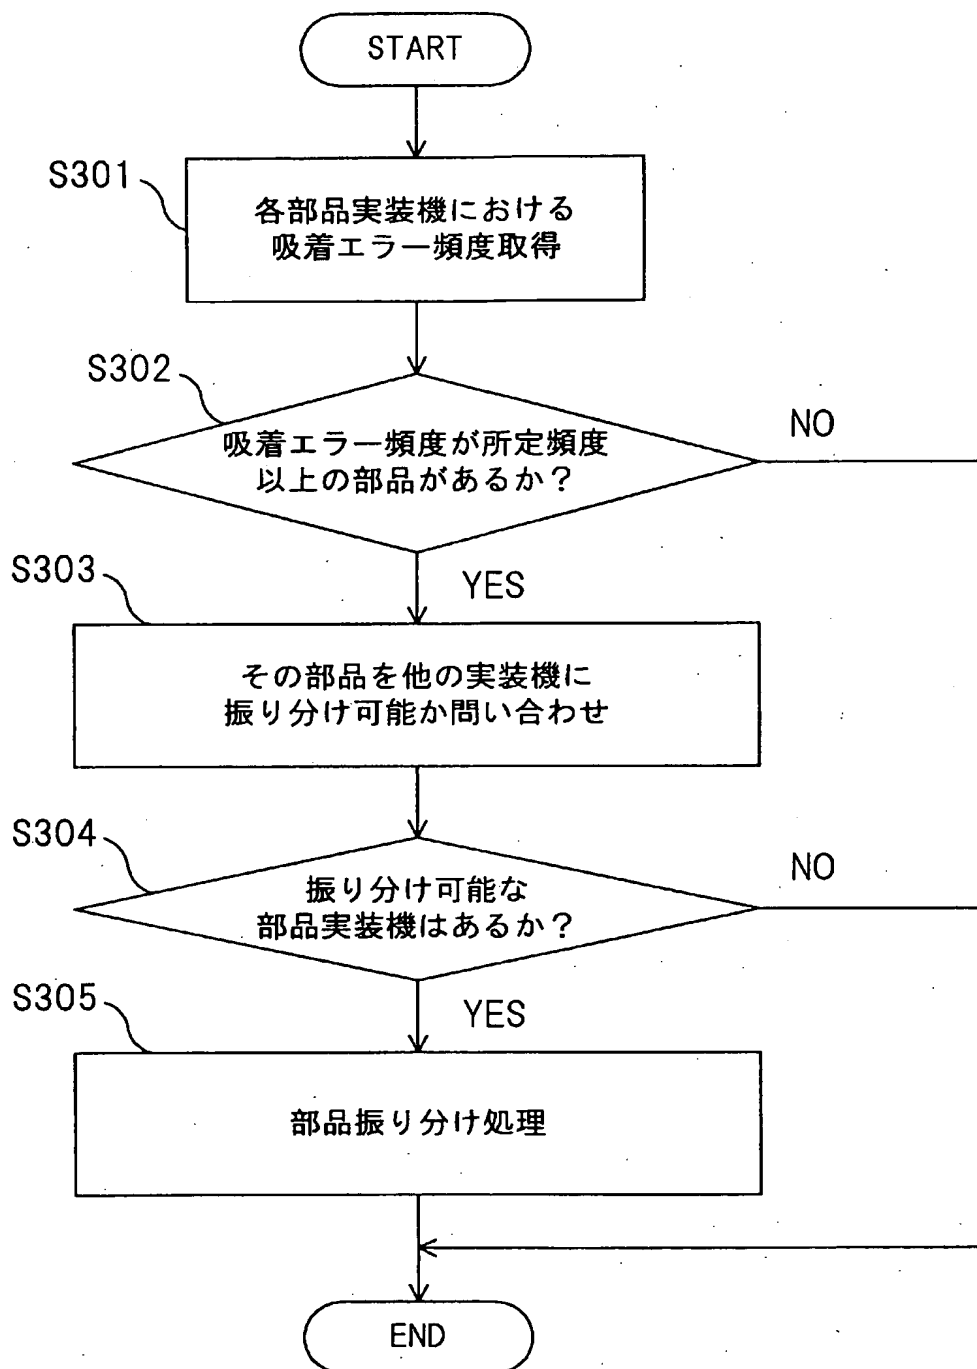 START
S301
各部品実装機における
吸着エラー頻度取得
S302
吸着エラー頻度が所定頻度
以上の部品があるか？
NO
YES
S303
その部品を他の実装機に
振り分け可能か問い合わせ
S304
振り分け可能な
部品実装機はあるか？
NO
YES
S305
部品振り分け処理
END